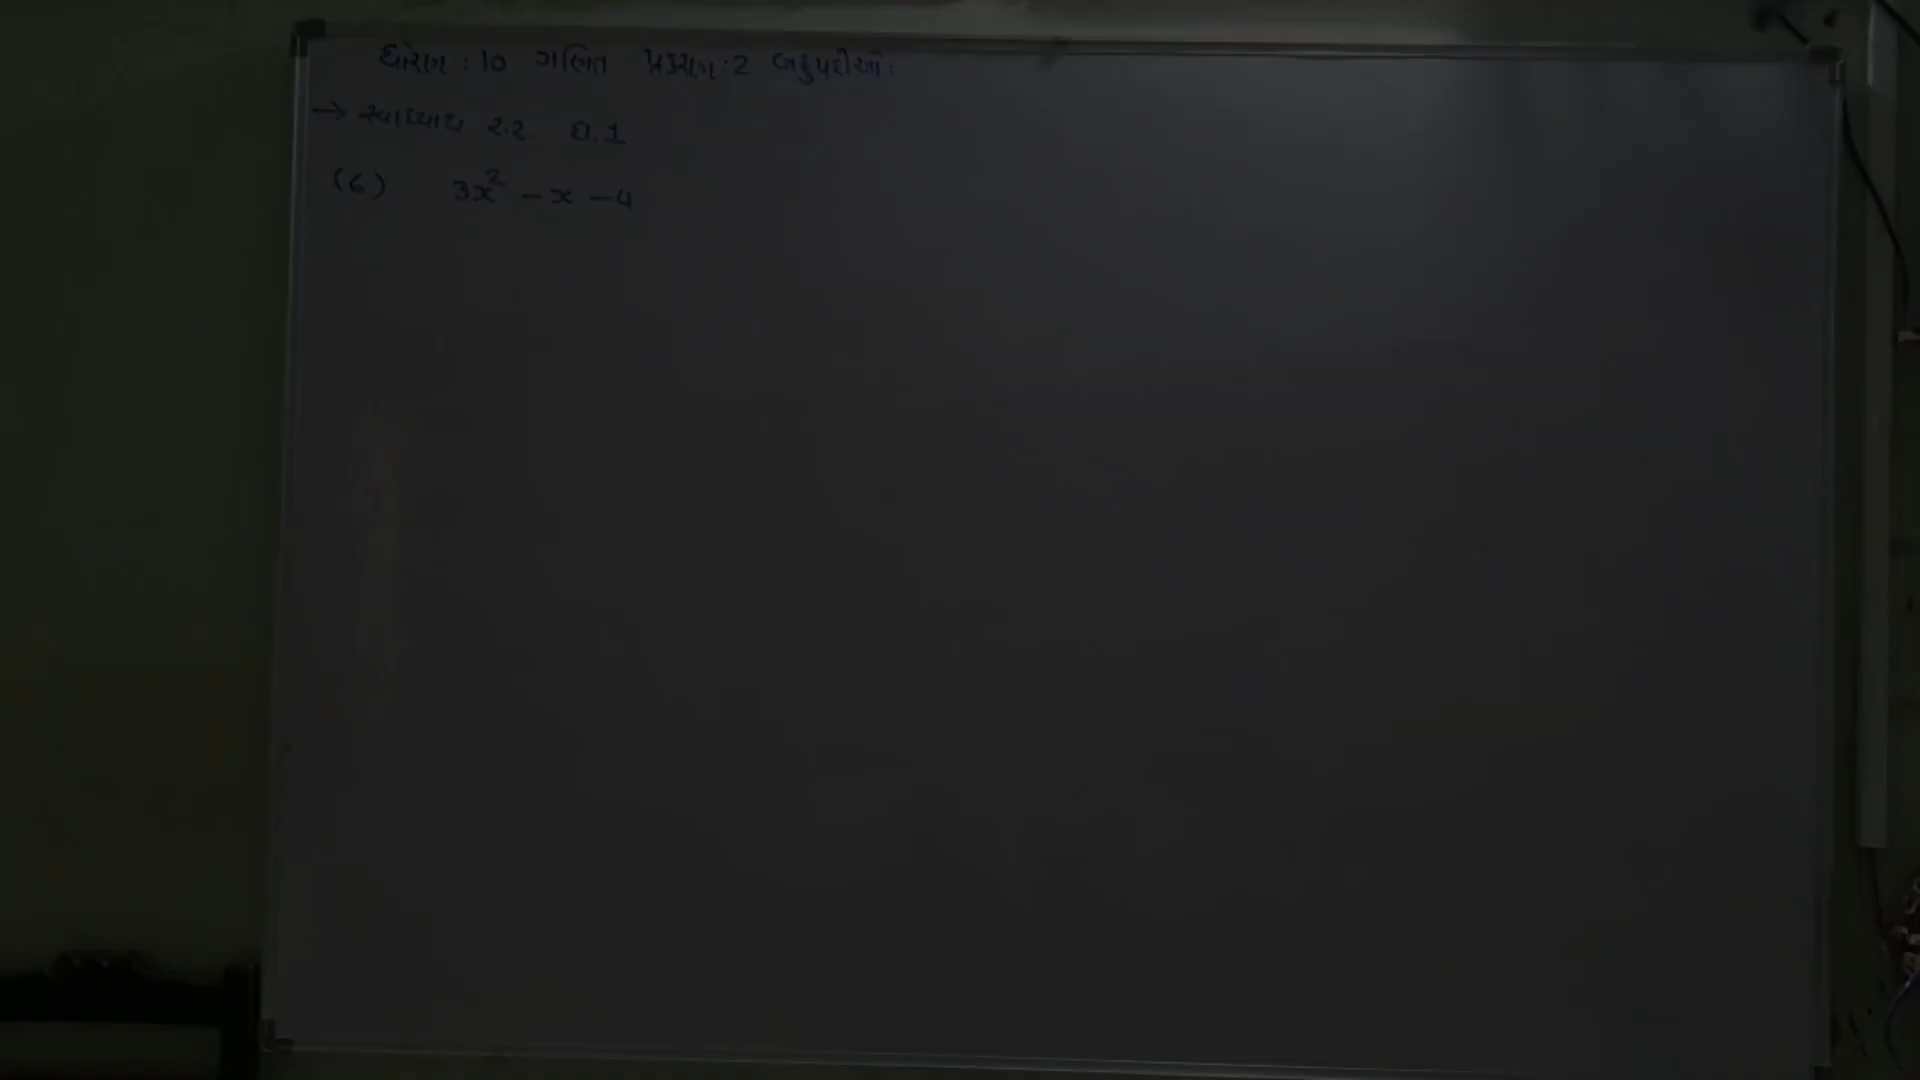 ધોરણ : 10 ગણિત પ્રકરણ : 2 બહુપદીઓ :
→ સ્વાધ્યાય 2.2 દા. 1
(6) 3x² - x - 4